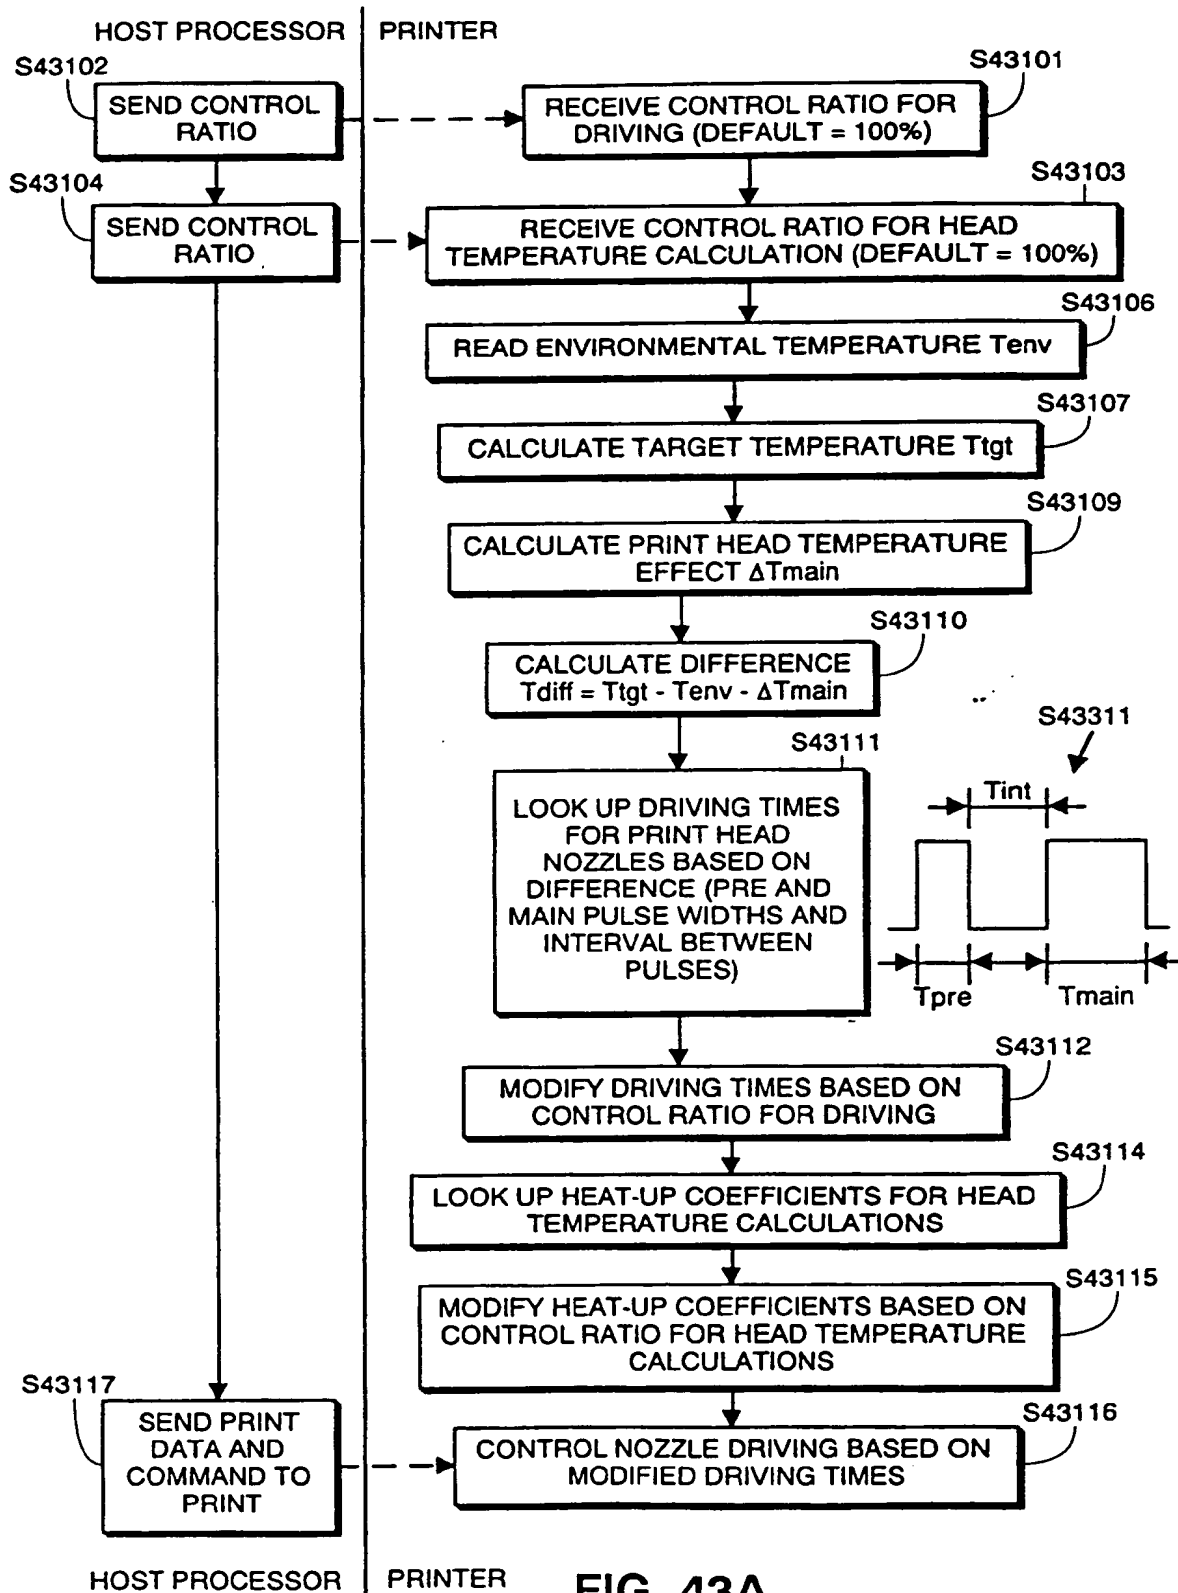 HOST PROCESSOR
PRINTER
S43102
SEND CONTROL
RATIO
S43101
RECEIVE CONTROL RATIO FOR
DRIVING (DEFAULT = 100%)
S43104
SEND CONTROL
RATIO
S43103
RECEIVE CONTROL RATIO FOR HEAD
TEMPERATURE CALCULATION (DEFAULT = 100%)
S43106
READ ENVIRONMENTAL TEMPERATURE Tenv
S43107
CALCULATE TARGET TEMPERATURE Ttgt
S43109
CALCULATE PRINT HEAD TEMPERATURE
EFFECT ΔTmain
S43110
CALCULATE DIFFERENCE
Tdiff = Ttgt - Tenv - ΔTmain
S43111
LOOK UP DRIVING TIMES
FOR PRINT HEAD
NOZZLES BASED ON
DIFFERENCE (PRE AND
MAIN PULSE WIDTHS AND
INTERVAL BETWEEN
PULSES)
S43311
Tint
Tpre
Tmain
S43112
MODIFY DRIVING TIMES BASED ON
CONTROL RATIO FOR DRIVING
S43114
LOOK UP HEAT-UP COEFFICIENTS FOR HEAD
TEMPERATURE CALCULATIONS
S43115
MODIFY HEAT-UP COEFFICIENTS BASED ON
CONTROL RATIO FOR HEAD TEMPERATURE
CALCULATIONS
S43117
SEND PRINT
DATA AND
COMMAND TO
PRINT
S43116
CONTROL NOZZLE DRIVING BASED ON
MODIFIED DRIVING TIMES
HOST PROCESSOR
PRINTER
FIG. 43A